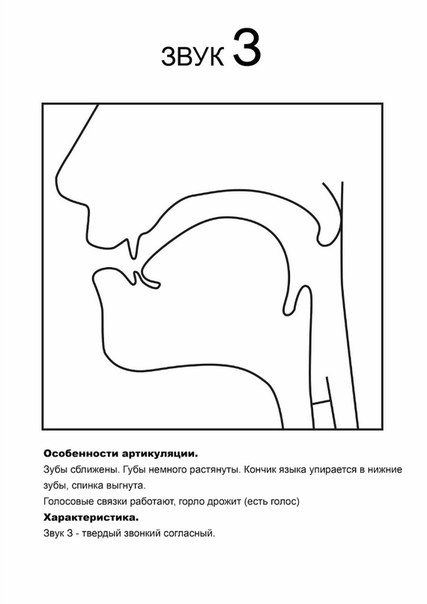 ЗВУК З
Особенности артикуляции.
Зубы сближены. Губы немного растянуты. Кончик языка упирается в нижние
зубы, спинка выгнута.
Голосовые связки работают, горло дрожит (есть голос)
Характеристика.
Звук З - твердый звонкий согласный.